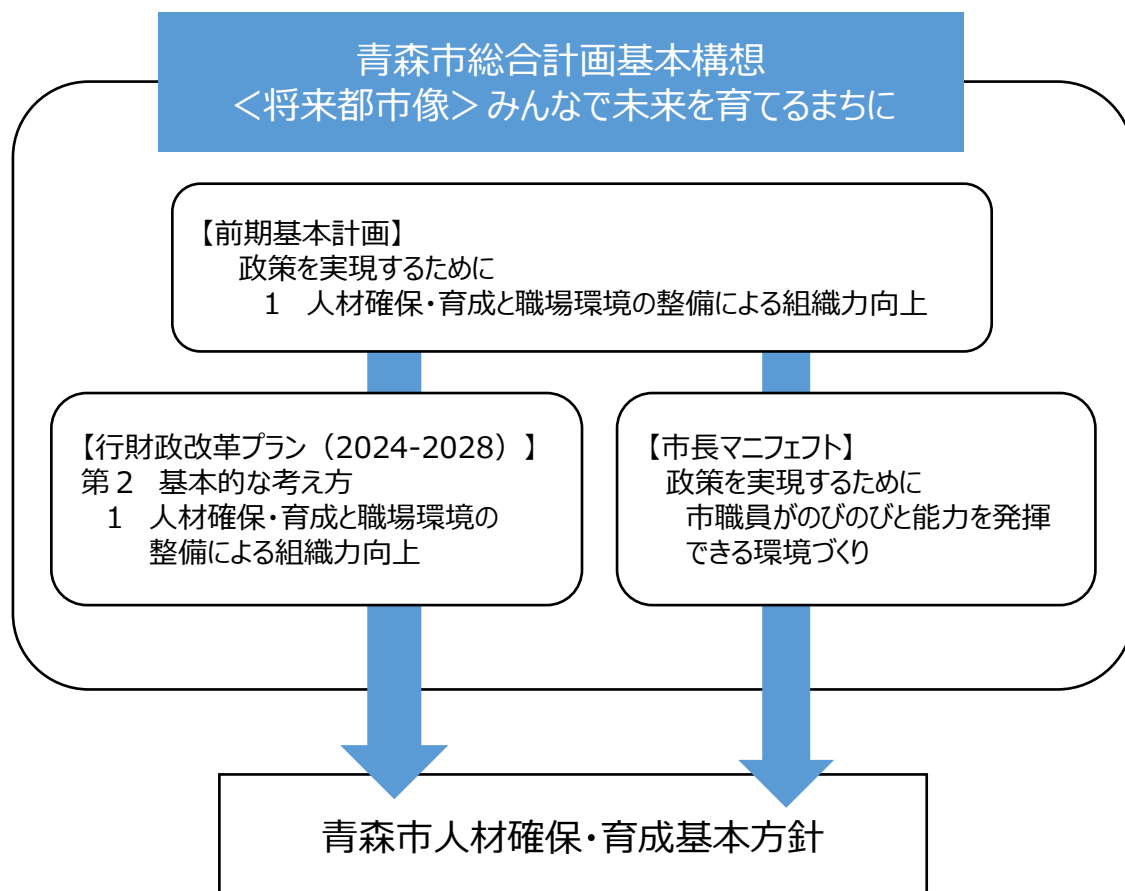 青森市総合計画基本構想
＜将来都市像＞みんなで未来を育てるまちに
【前期基本計画】
政策を実現するために
1　人材確保・育成と職場環境の整備による組織力向上
【行財政改革プラン（2024-2028）】
第２　基本的な考え方
1　人材確保・育成と職場環境の
整備による組織力向上
【市長マニフェフト】
政策を実現するために
市職員がのびのびと能力を発揮
できる環境づくり
青森市人材確保・育成基本方針